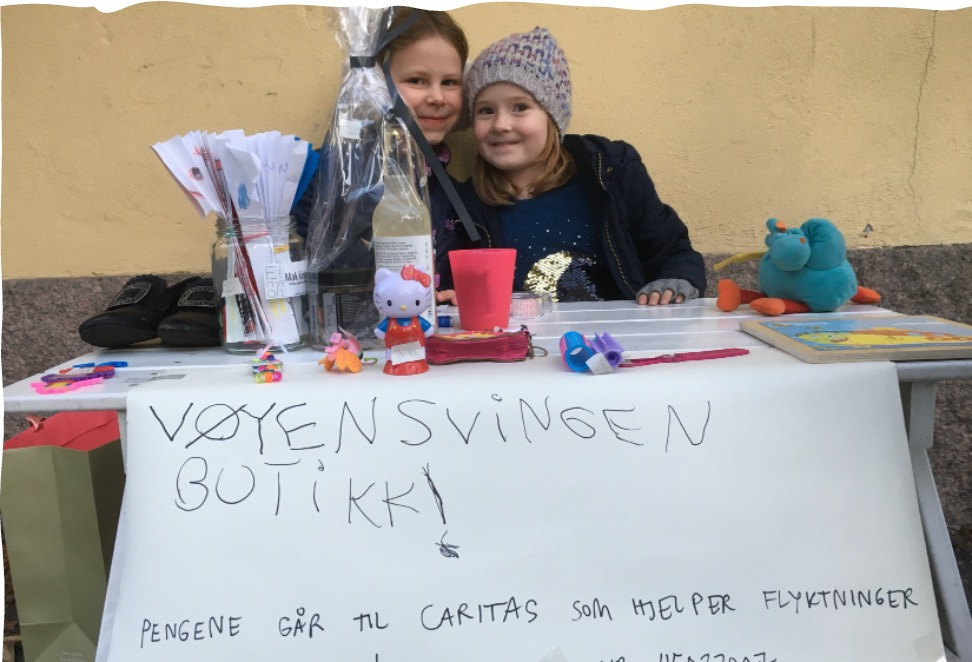 VØYENSVINGEN
BUTIKK!
PENGENE GÅR TIL CARITAS SOM HJELPER FLYKTNINGER